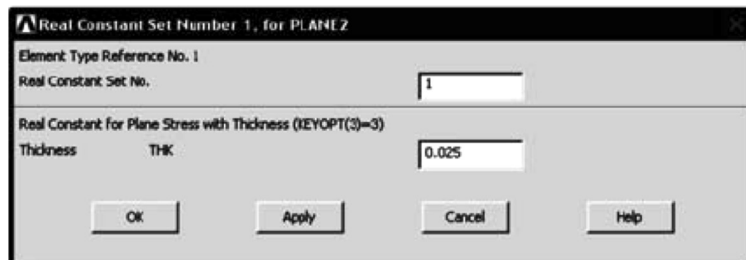 Real Constant Set Number 1, for PLANE2
Element Type Reference No. 1
Real Constant Set No. 1
Real Constant for Plane Stress with Thickness (KEYOPT(3)=3)
Thickness THK 0.025
OK Apply Cancel Help